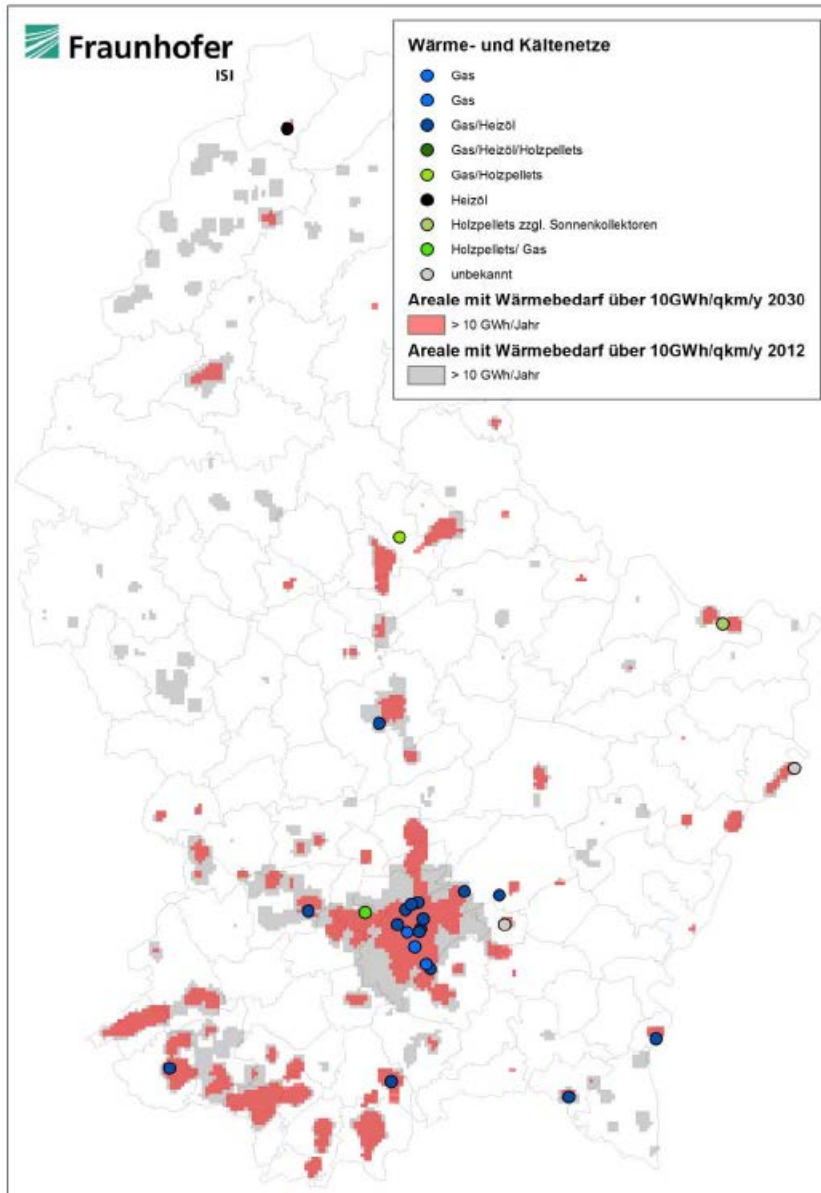 Fraunhofer
ISI
Wärme- und Kältenetze
Gas
Gas
Gas/Heizöl
Gas/Heizöl/Holzpellets
Gas/Holzpellets
Heizöl
Holzpellets zzgl. Sonnenkollektoren
Holzpellets/ Gas
unbekannt
Areale mit Wärmebedarf über 10GWh/qkm/y 2030
> 10 GWh/Jahr
Areale mit Wärmebedarf über 10GWh/qkm/y 2012
> 10 GWh/Jahr